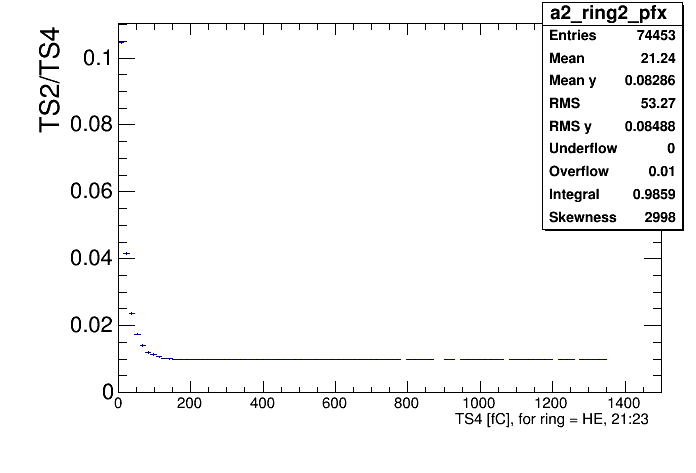 a2_ring2_pfx
Entries 74453
Mean 21.24
Mean y 0.08286
RMS 53.27
RMS y 0.08488
Underflow 0
Overflow 0.01
Integral 0.9859
Skewness 2998
TS2/TS4
0.1
0.08
0.06
0.04
0.02
0
0 200 400 600 800 1000 1200 1400
TS4 [fC], for ring = HE, 21:23